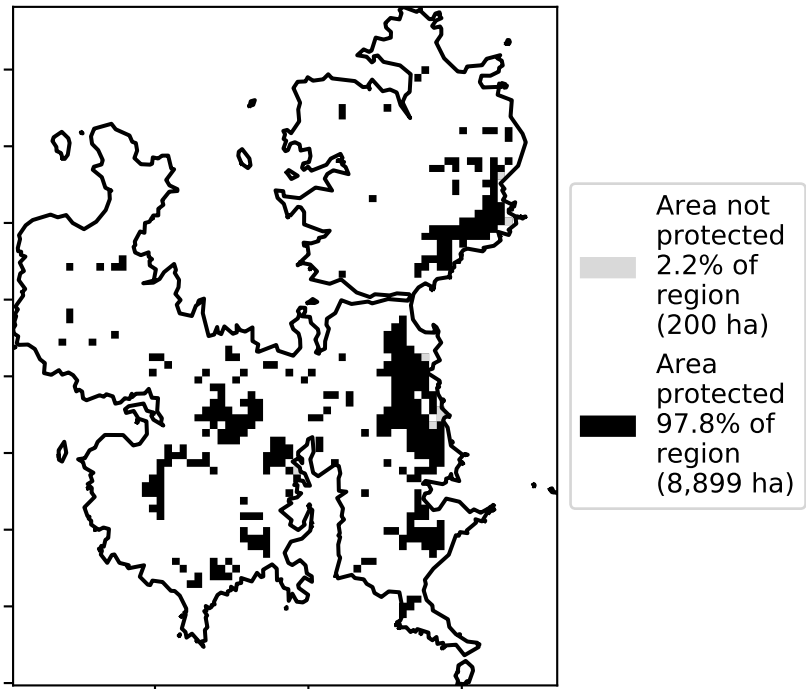 Area not
protected
2.2% of
region
(200 ha)
Area
protected
97.8% of
region
(8,899 ha)